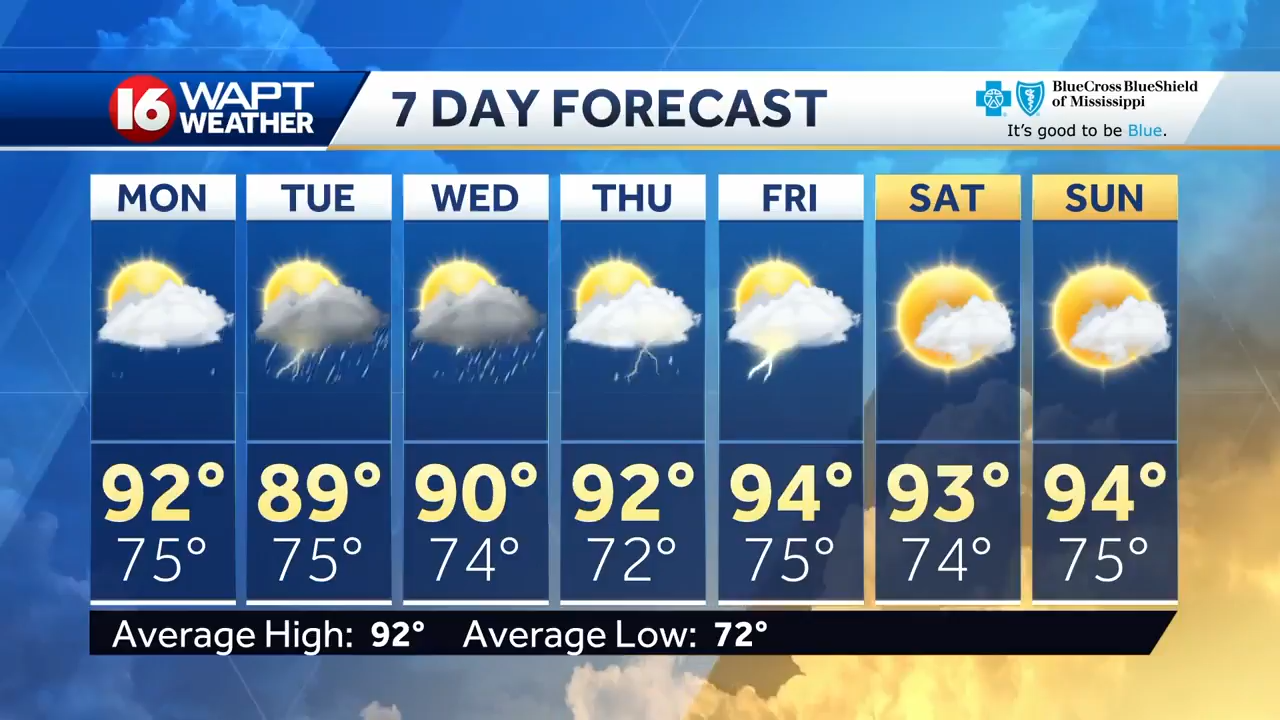 16 WAPT
WEATHER
7 DAY FORECAST
BlueCross BlueShield
of Mississippi
It's good to be Blue.
MON TUE WED THU FRI SAT SUN
92° 89° 90° 92° 94° 93° 94°
75° 75° 74° 72° 75° 74° 75°
Average High: 92° Average Low: 72°